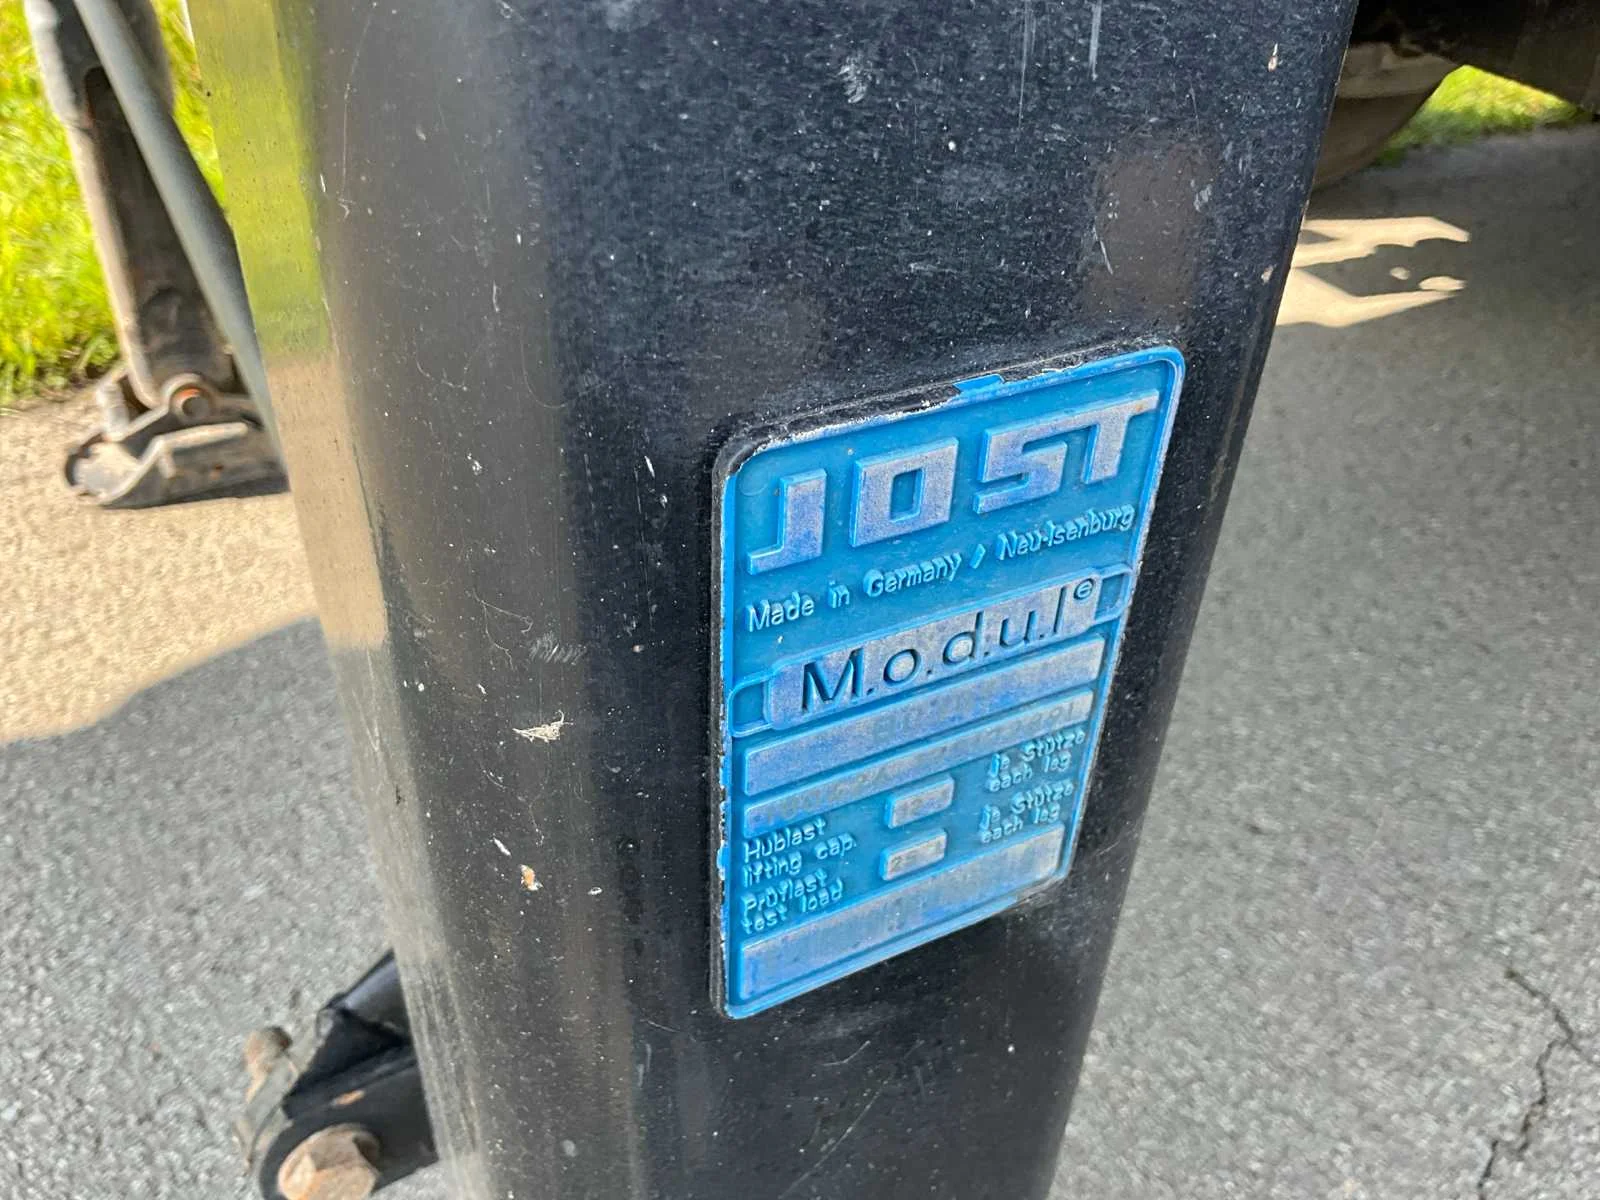 JOST
Made in Germany / Neu-Isenburg
M.o.d.u.l®
Hublast je Stütze
lifting cap. each leg
Prüflast je Stütze
test load each leg